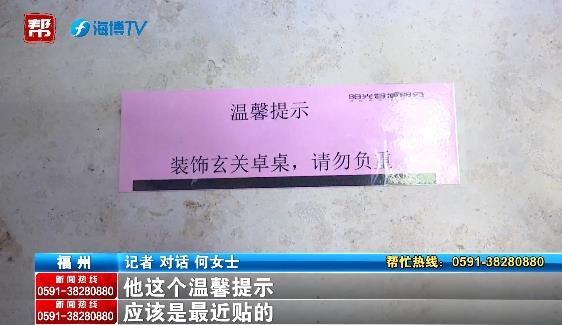 帮 海博TV
温馨提示
装饰玄关卓桌，请勿负重
福州 记者 对话 何女士 帮忙热线：0591-38280880
新闻热线
0591-38280880
他这个温馨提示
新闻热线
0591-38280880
应该是最近贴的